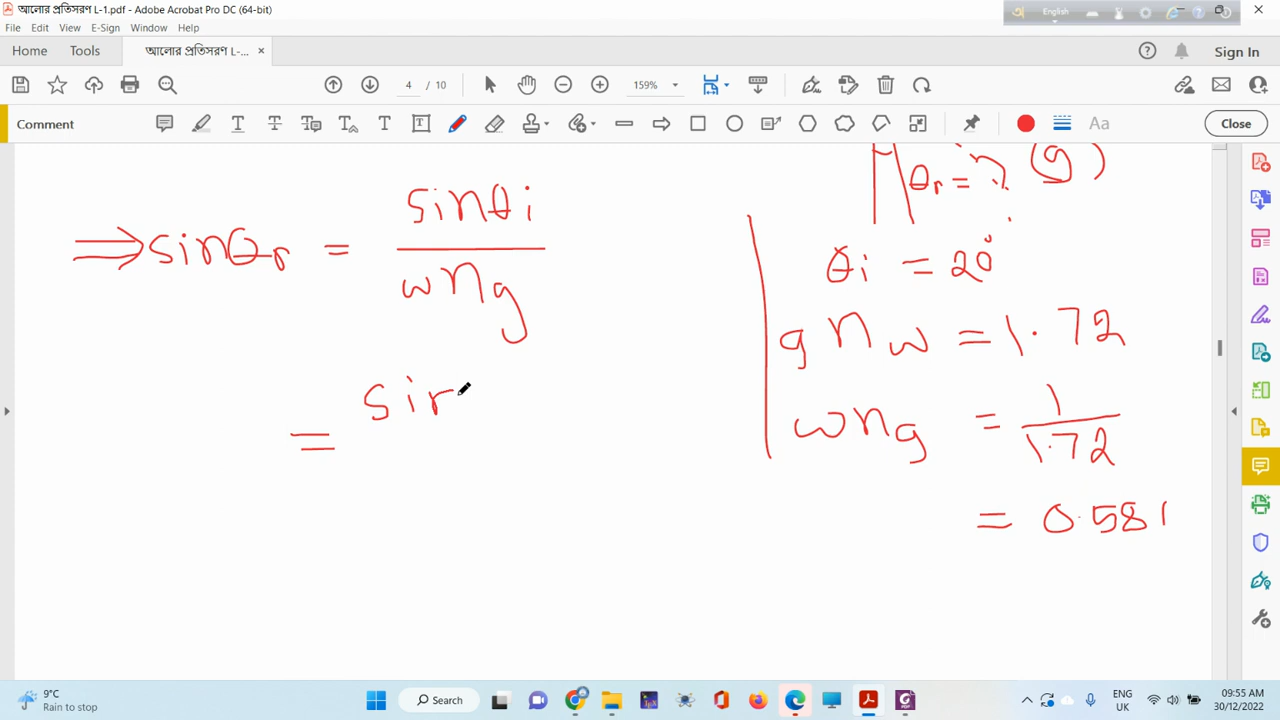 আলোর প্রতিসরণ L-1.pdf - Adobe Acrobat Pro DC (64-bit)
English
File Edit View E-Sign Window Help
Home Tools আলোর প্রতিসরণ L-... × Sign In
4 / 10 159%
Comment Close
θr = ? (g)
⇒ sinθr = sinθi / wng
θi = 20°
gnw = 1.72
= sin
wng = 1 / 1.72
= 0.581
9°C
Rain to stop
Search
ENG
UK
09:55 AM
30/12/2022